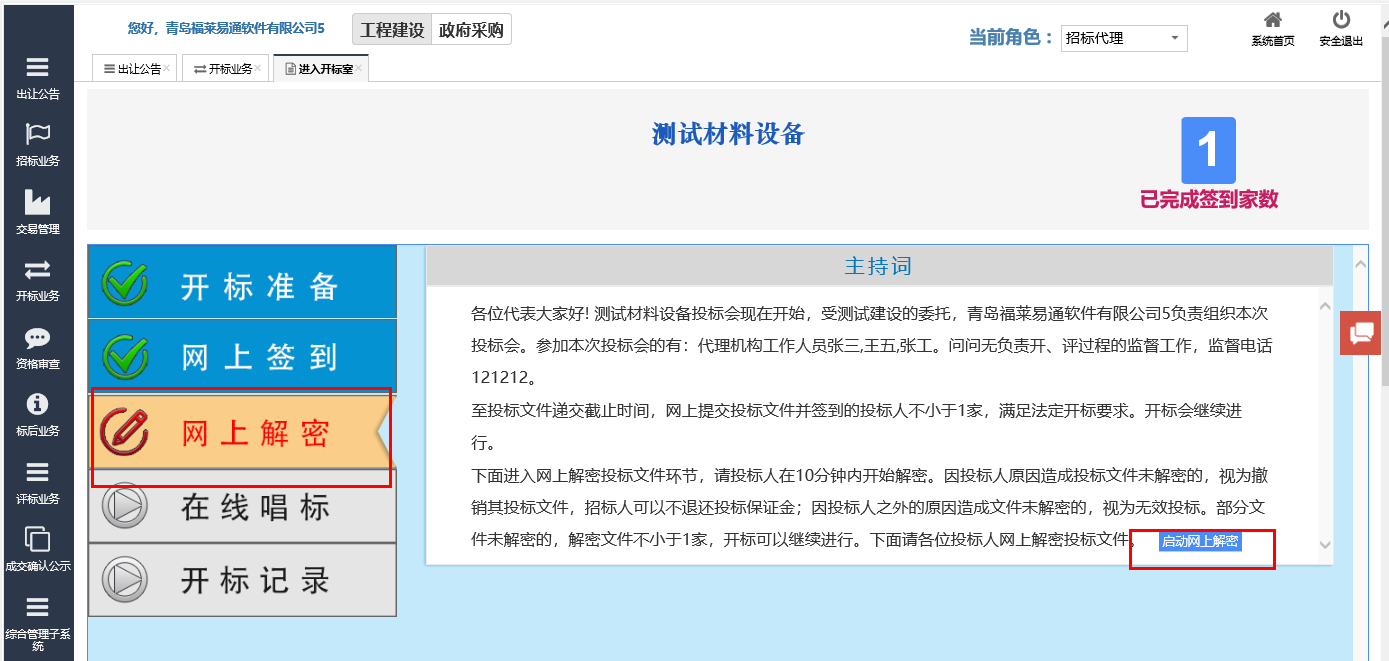 您好，青岛福莱易通软件有限公司5
工程建设 政府采购
当前角色： 招标代理
系统首页 安全退出
出让公告× 开标业务× 进入开标室×
出让公告
招标业务
交易管理
开标业务
资格审查
标后业务
评标业务
成交确认公示
综合管理子系
统
测试材料设备
1
已完成签到家数
开标准备
网上签到
网上解密
在线唱标
开标记录
主持词
各位代表大家好! 测试材料设备投标会现在开始，受测试建设的委托，青岛福莱易通软件有限公司5负责组织本次
投标会。参加本次投标会的有：代理机构工作人员张三,王五,张工。问问无负责开、评过程的监督工作，监督电话
121212。
至投标文件递交截止时间，网上提交投标文件并签到的投标人不小于1家，满足法定开标要求。开标会继续进
行。
下面进入网上解密投标文件环节，请投标人在10分钟内开始解密。因投标人原因造成投标文件未解密的，视为撤
销其投标文件，招标人可以不退还投标保证金；因投标人之外的原因造成文件未解密的，视为无效投标。部分文
件未解密的，解密文件不小于1家，开标可以继续进行。下面请各位投标人网上解密投标文件。 启动网上解密